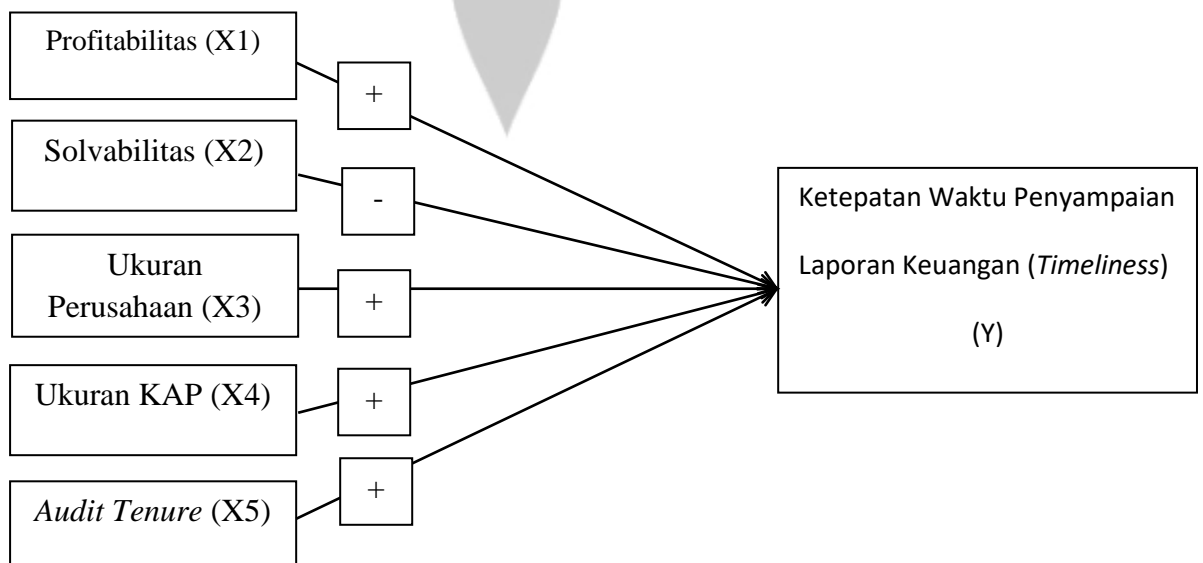 Profitabilitas (X1)
+
Solvabilitas (X2)
-
Ukuran
Perusahaan (X3)
+
Ukuran KAP (X4)
+
Audit Tenure (X5)
+
Ketepatan Waktu Penyampaian
Laporan Keuangan (Timeliness)
(Y)